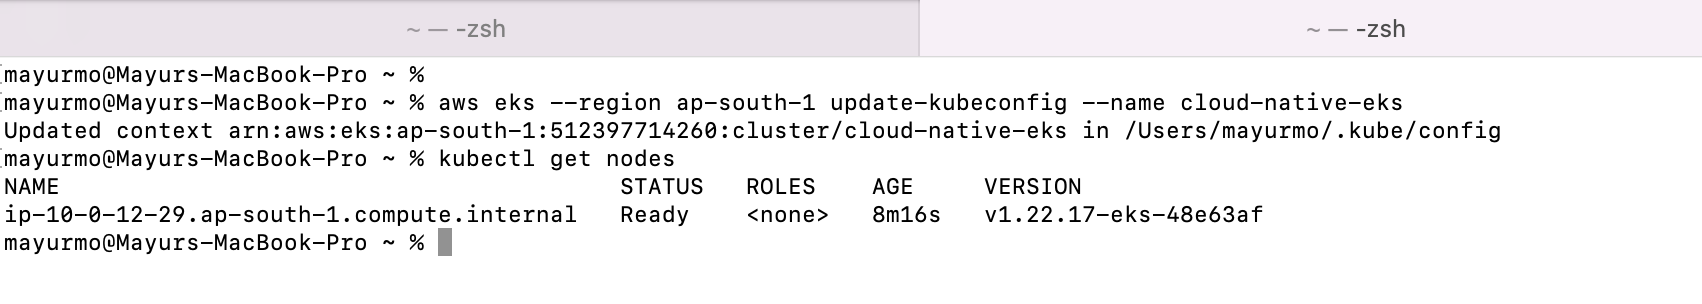 ~ — -zsh
~ — -zsh
mayurmo@Mayurs-MacBook-Pro ~ %
mayurmo@Mayurs-MacBook-Pro ~ % aws eks --region ap-south-1 update-kubeconfig --name cloud-native-eks
Updated context arn:aws:eks:ap-south-1:512397714260:cluster/cloud-native-eks in /Users/mayurmo/.kube/config
mayurmo@Mayurs-MacBook-Pro ~ % kubectl get nodes
NAME STATUS ROLES AGE VERSION
ip-10-0-12-29.ap-south-1.compute.internal Ready <none> 8m16s v1.22.17-eks-48e63af
mayurmo@Mayurs-MacBook-Pro ~ %